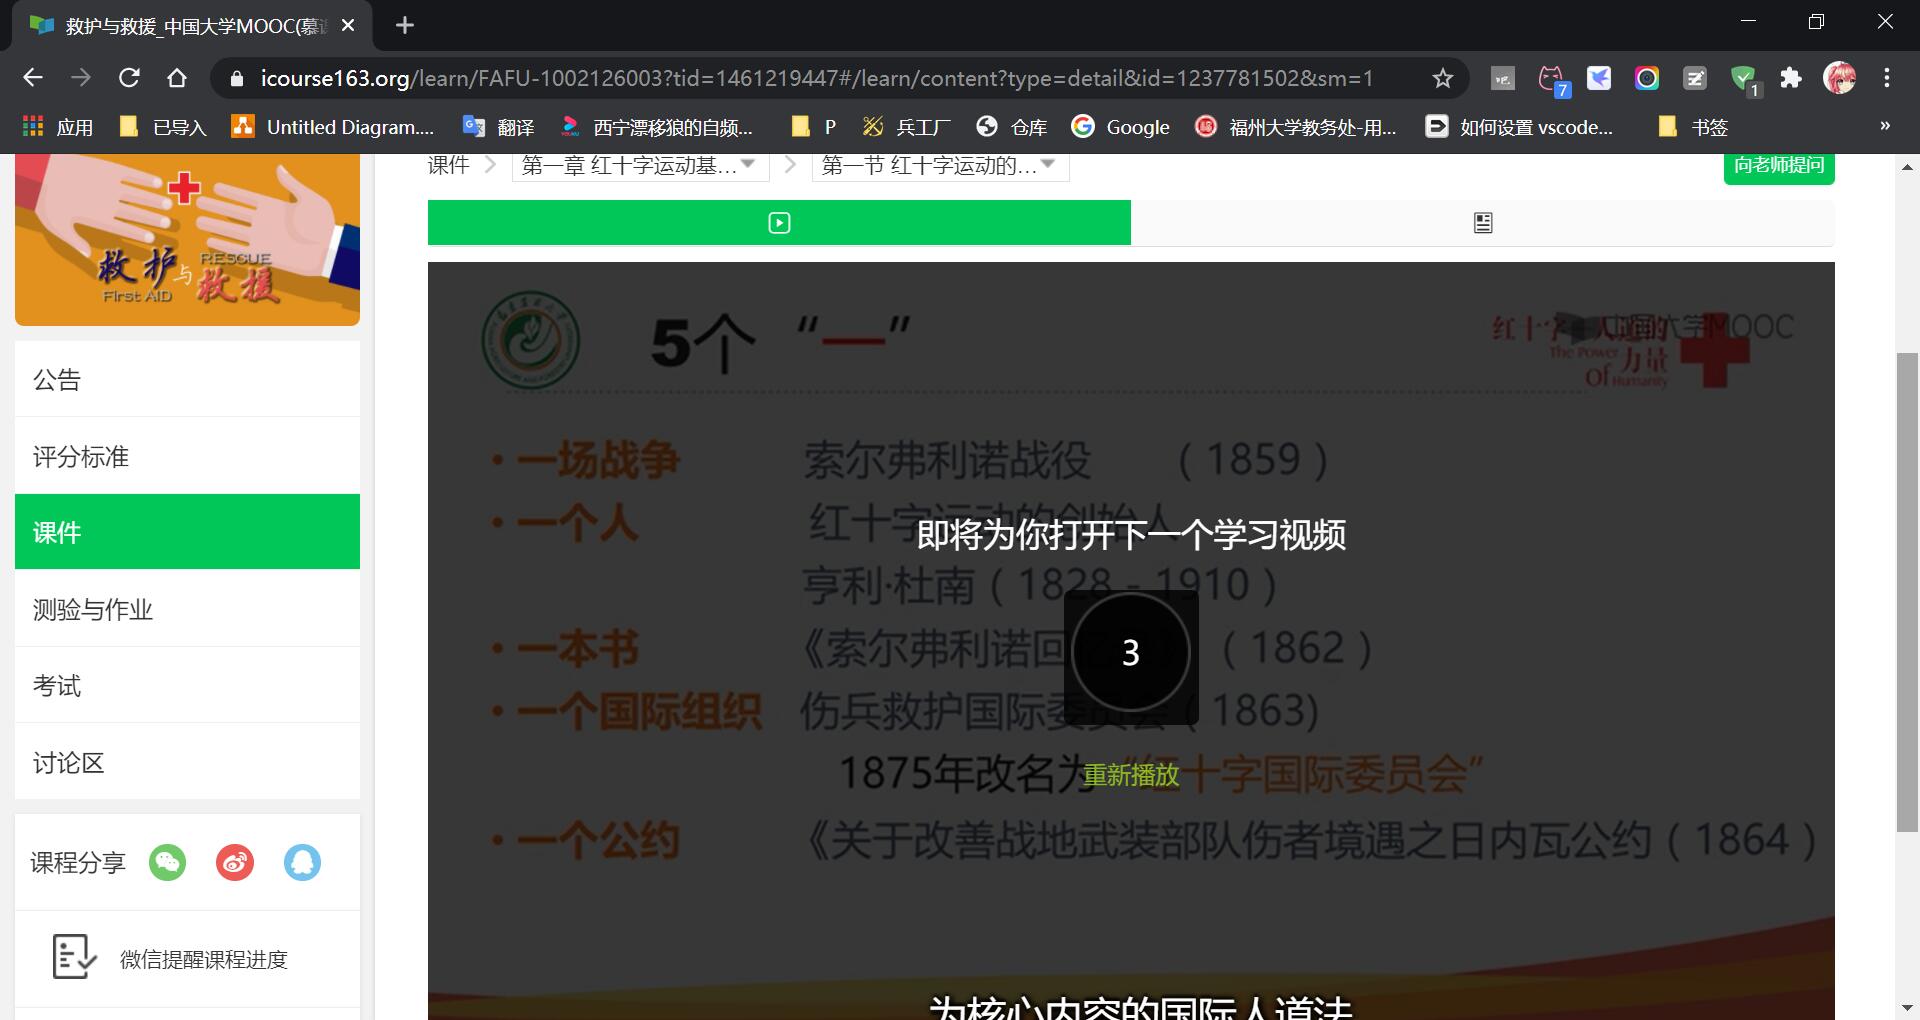 救护与救援_中国大学MOOC(慕课
icourse163.org/learn/FAFU-1002126003?tid=1461219447#/learn/content?type=detail&id=1237781502&sm=1
7
1
应用
已导入
Untitled Diagram....
翻译
西宁漂移狼的自频...
P
兵工厂
仓库
Google
福州大学教务处-用...
如何设置 vscode...
书签
»
课件
第一章 红十字运动基...
第一节 红十字运动的...
向老师提问
救护与救援
RESCUE
First AID
公告
评分标准
课件
测验与作业
考试
讨论区
课程分享
微信提醒课程进度
5个 “一”
中国大学MOOC
The Power
力量
Of Humanity
• 一场战争 索尔弗利诺战役 ( 1859 )
• 一个人 红十字运动的创始人
即将为你打开下一个学习视频
亨利·杜南 ( 1828 - 1910 )
• 一本书 《索尔弗利诺回 ( 1862 )
3
• 一个国际组织 伤兵救护国际委员会 ( 1863)
1875年改名为 “红十字国际委员会”
重新播放
• 一个公约 《关于改善战地武装部队伤者境遇之日内瓦公约 ( 1864 )
为核心内容的国际人道法